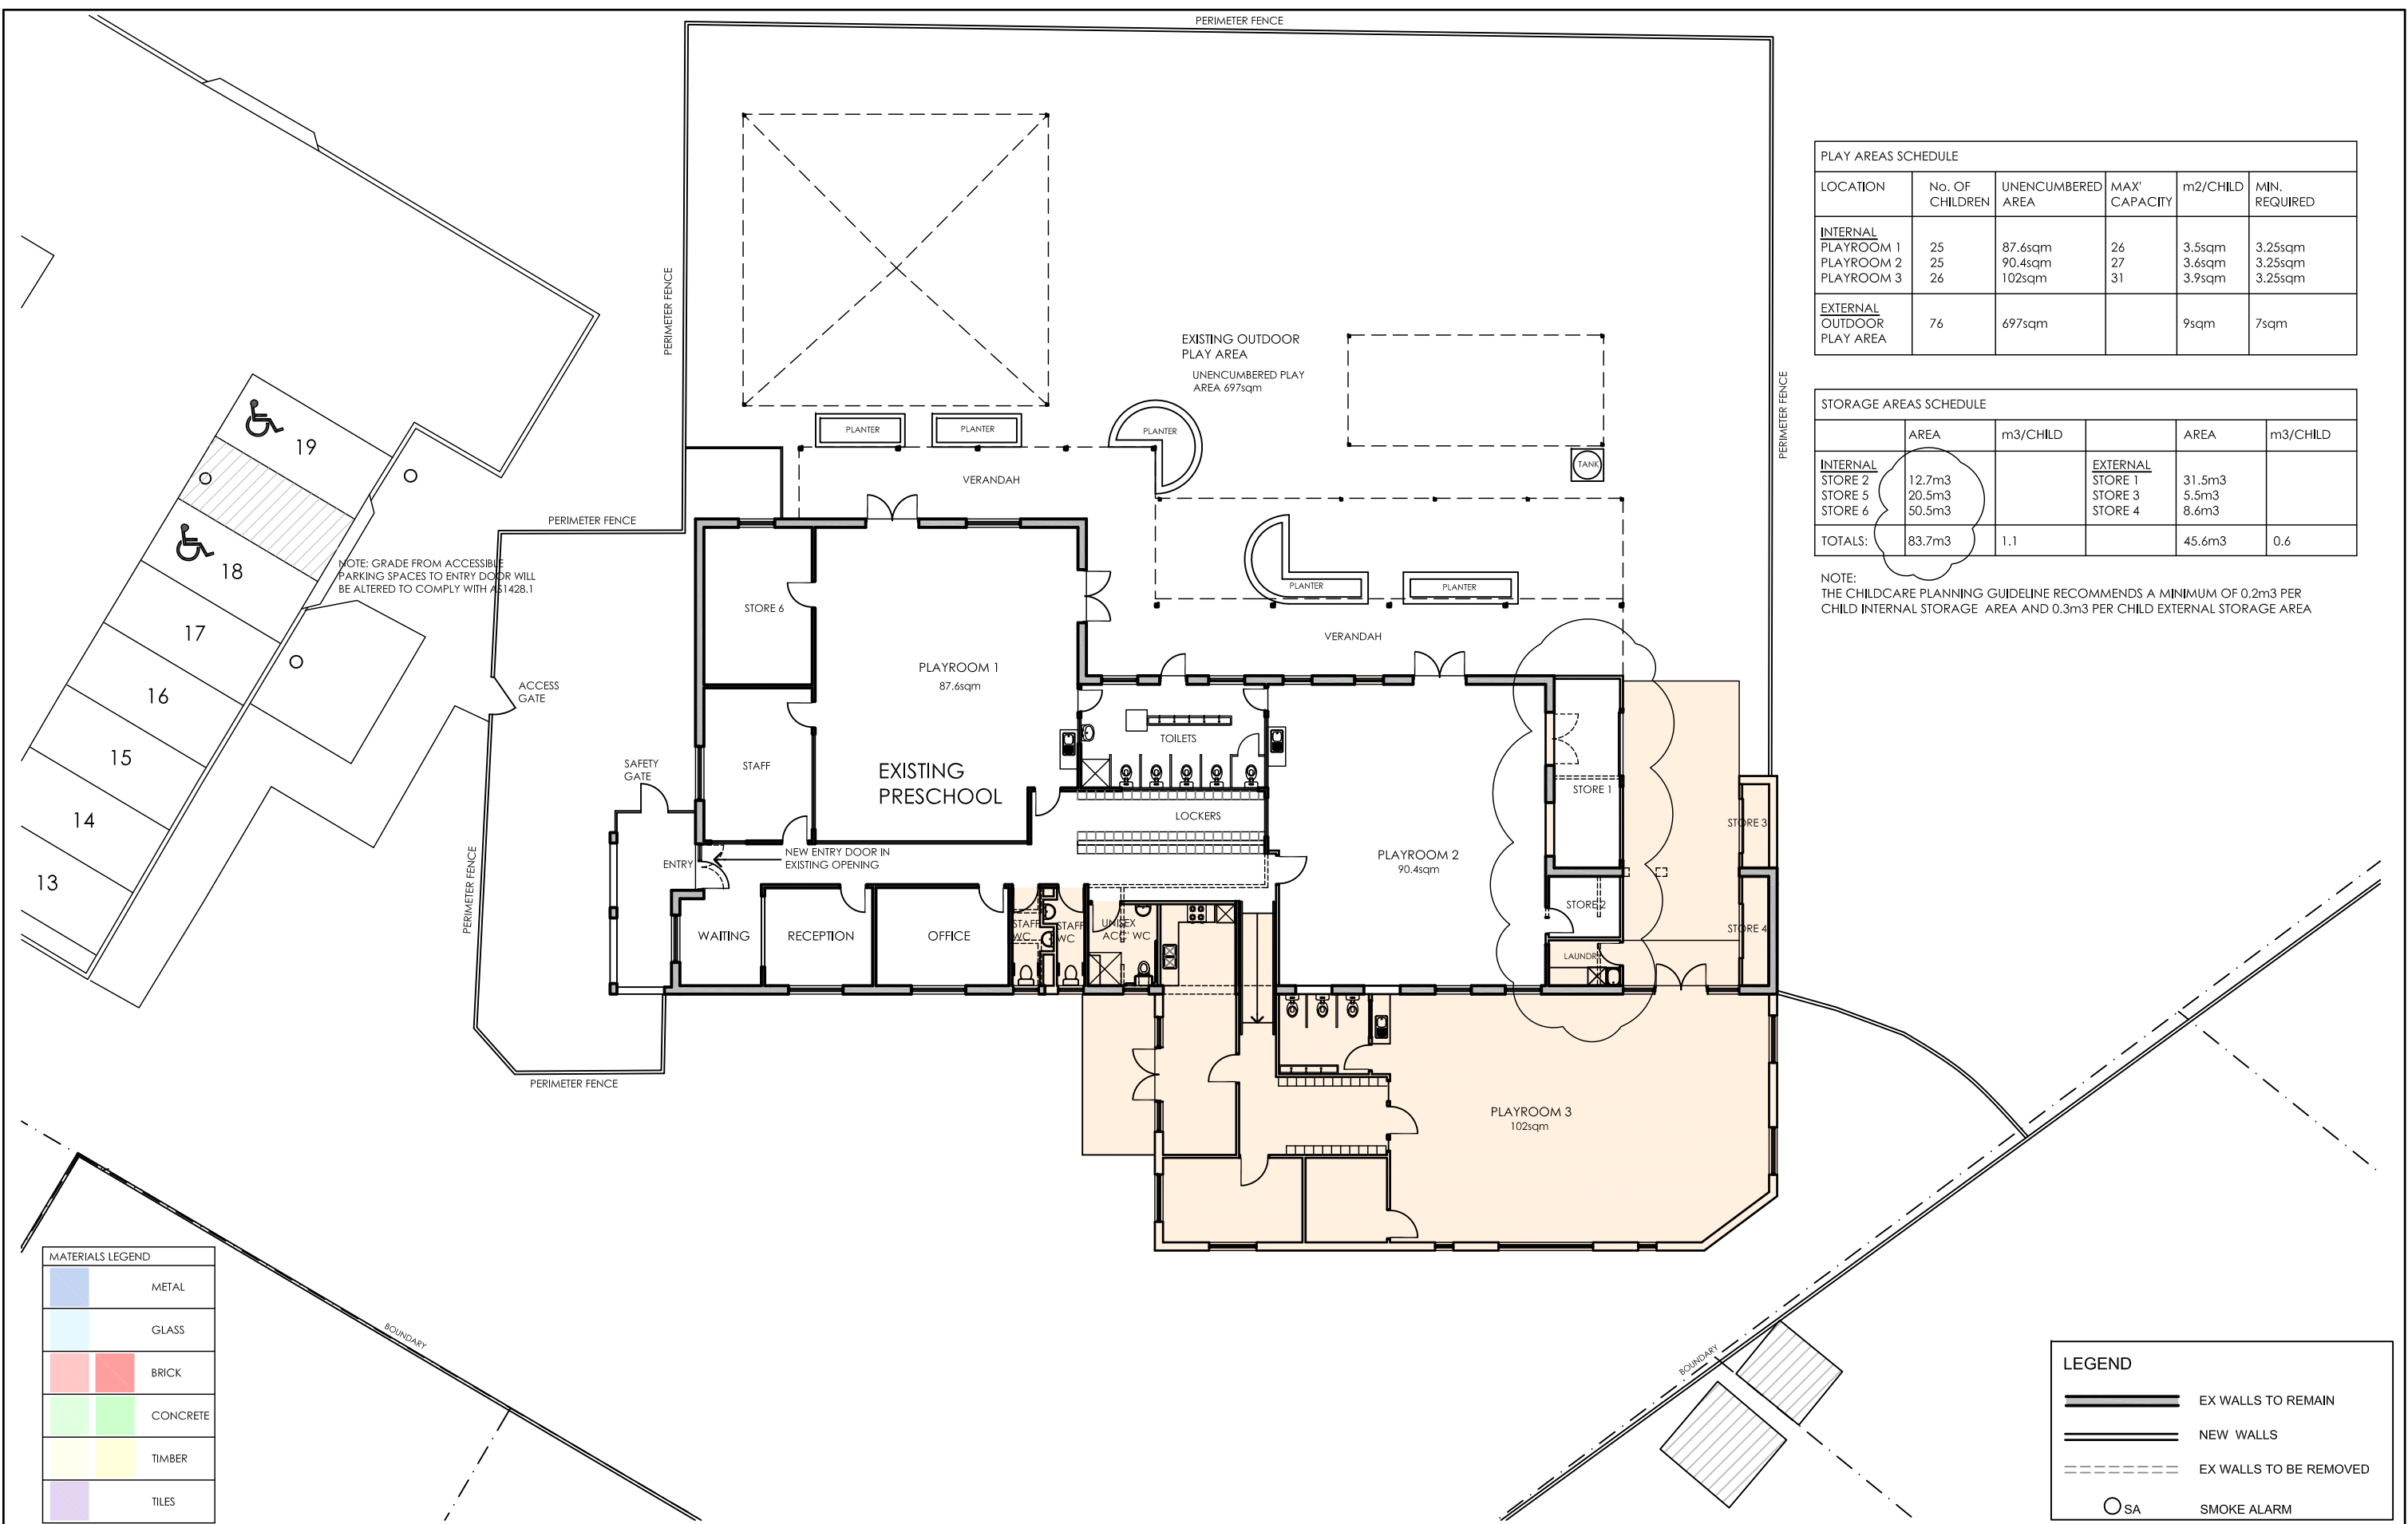 PERIMETER FENCE
PERIMETER FENCE
PERIMETER FENCE
PERIMETER FENCE
PERIMETER FENCE
PERIMETER FENCE
19
18
17
16
15
14
13
NOTE: GRADE FROM ACCESSIBLE
PARKING SPACES TO ENTRY DOOR WILL
BE ALTERED TO COMPLY WITH AS1428.1
ACCESS
GATE
SAFETY
GATE
EXISTING OUTDOOR
PLAY AREA
UNENCUMBERED PLAY
AREA 697sqm
PLANTER
PLANTER
PLANTER
TANK
VERANDAH
PLANTER
PLANTER
VERANDAH
STORE 6
PLAYROOM 1
87.6sqm
STAFF
EXISTING
PRESCHOOL
TOILETS
LOCKERS
ENTRY
NEW ENTRY DOOR IN
EXISTING OPENING
WAITING
RECEPTION
OFFICE
STAFF
WC
STAFF
WC
UNISEX
ACC' WC
PLAYROOM 2
90.4sqm
STORE 1
STORE 2
LAUNDRY
STORE 3
STORE 4
PLAYROOM 3
102sqm
BOUNDARY
BOUNDARY
PLAY AREAS SCHEDULE
LOCATION No. OF CHILDREN UNENCUMBERED AREA MAX' CAPACITY m2/CHILD MIN. REQUIRED
INTERNAL
PLAYROOM 1 25 87.6sqm 26 3.5sqm 3.25sqm
PLAYROOM 2 25 90.4sqm 27 3.6sqm 3.25sqm
PLAYROOM 3 26 102sqm 31 3.9sqm 3.25sqm
EXTERNAL
OUTDOOR 76 697sqm 9sqm 7sqm
PLAY AREA
STORAGE AREAS SCHEDULE
AREA m3/CHILD AREA m3/CHILD
INTERNAL EXTERNAL
STORE 2 12.7m3 STORE 1 31.5m3
STORE 5 20.5m3 STORE 3 5.5m3
STORE 6 50.5m3 STORE 4 8.6m3
TOTALS: 83.7m3 1.1 45.6m3 0.6
NOTE:
THE CHILDCARE PLANNING GUIDELINE RECOMMENDS A MINIMUM OF 0.2m3 PER
CHILD INTERNAL STORAGE AREA AND 0.3m3 PER CHILD EXTERNAL STORAGE AREA
MATERIALS LEGEND
METAL
GLASS
BRICK
CONCRETE
TIMBER
TILES
LEGEND
EX WALLS TO REMAIN
NEW WALLS
EX WALLS TO BE REMOVED
SA SMOKE ALARM